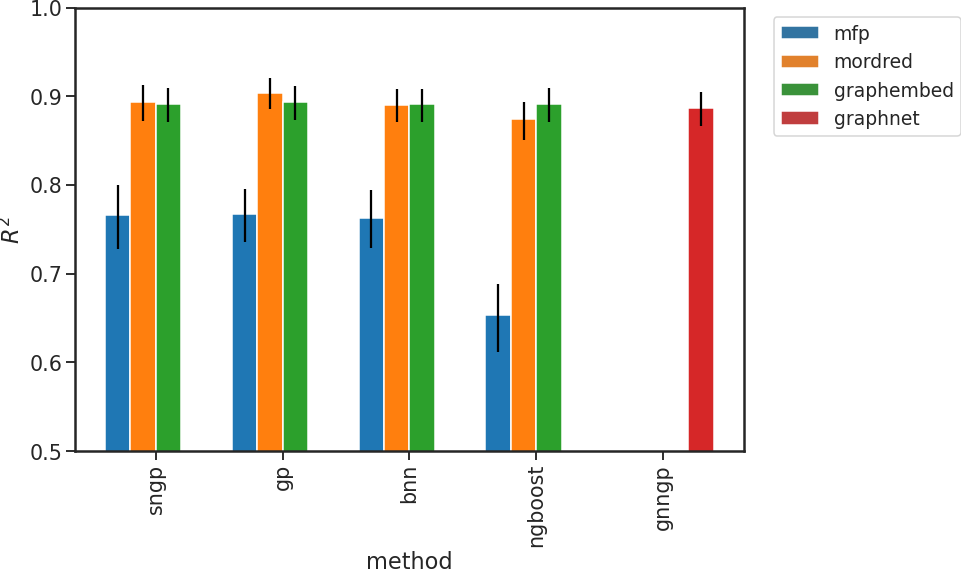 1.0
0.9
0.8
0.7
0.6
0.5
R²
sngp
gp
bnn
ngboost
gnngp
method
mfp
mordred
graphembed
graphnet